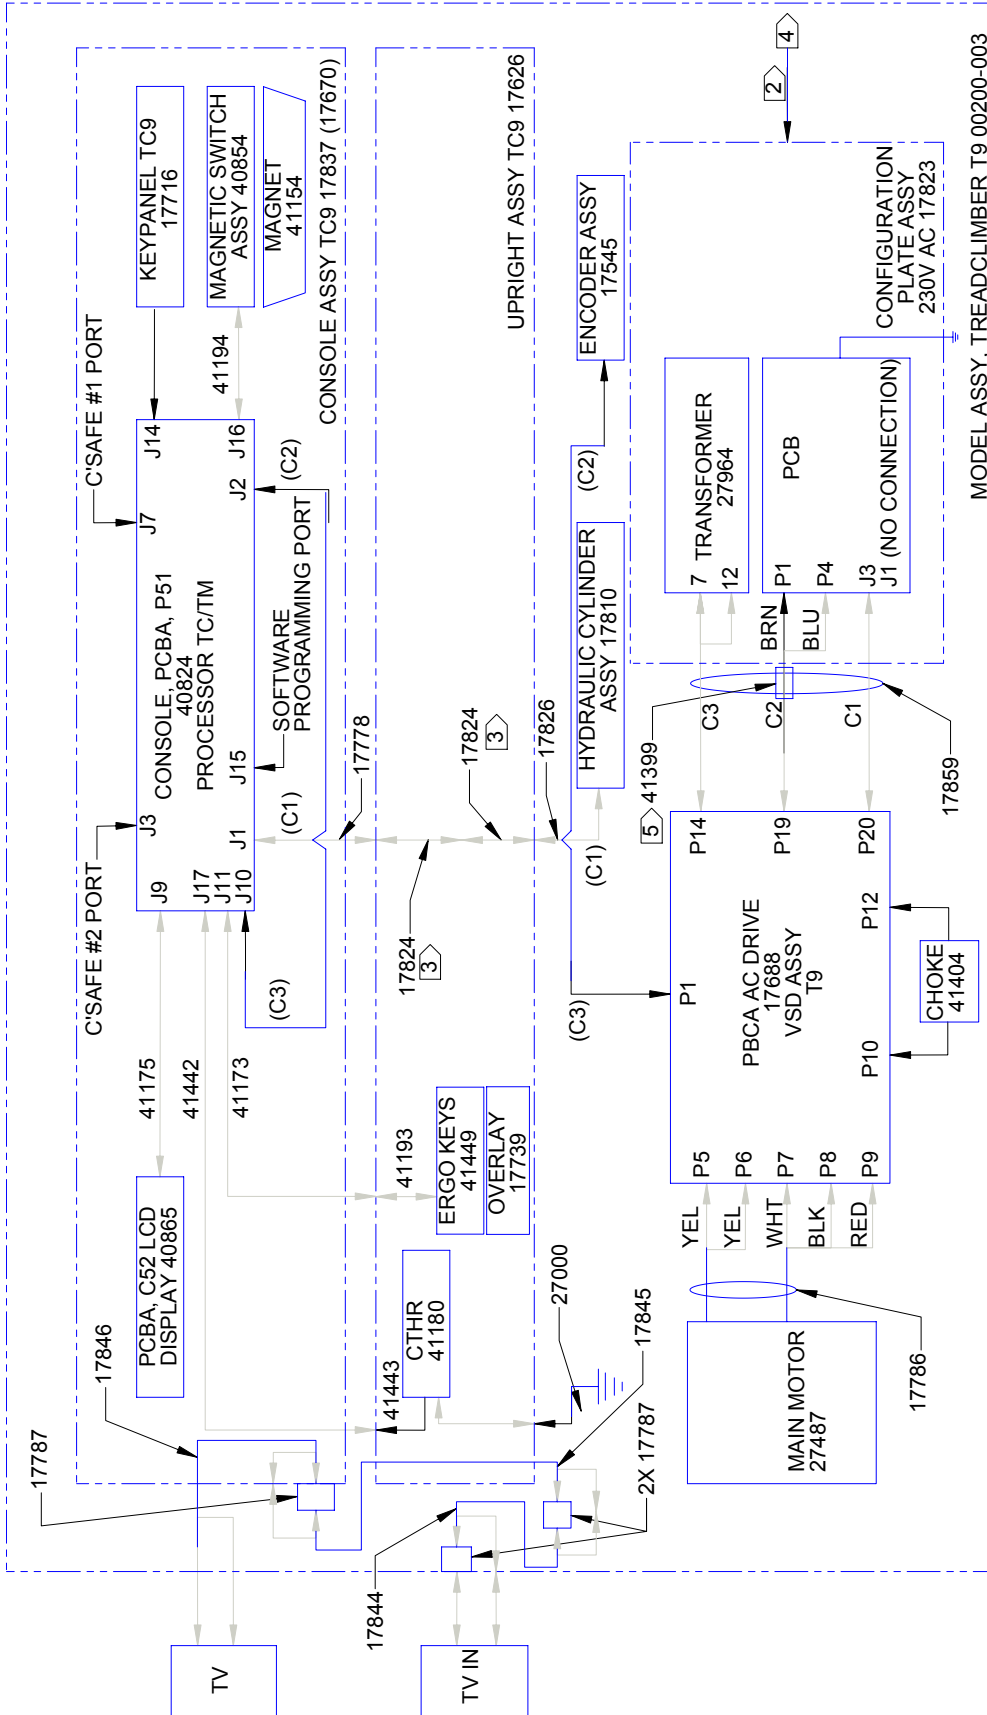 TV
TV IN
17787
17846
17844
2X 17787
17845
27000
PCBA, C52 LCD
DISPLAY 40865
41175
41442
41173
C'SAFE #2 PORT
C'SAFE #1 PORT
J3
J7
J9
J17
J11
J10
J1
J15
J2
J16
J14
CONSOLE, PCBA, P51
40824
PROCESSOR TC/TM
SOFTWARE
PROGRAMMING PORT
(C3)
(C1)
(C2)
17778
KEYPANEL TC9
17716
41194
MAGNETIC SWITCH
ASSY 40854
MAGNET
41154
CONSOLE ASSY TC9 17837 (17670)
41443
CTHR
41180
41193
ERGO KEYS
41449
OVERLAY
17739
17824
3
17824
3
17826
UPRIGHT ASSY TC9 17626
(C3)
(C1)
(C2)
HYDRAULIC CYLINDER
ASSY 17810
ENCODER ASSY
17545
MAIN MOTOR
27487
17786
YEL
YEL
WHT
BLK
RED
P5
P6
P7
P8
P9
P1
P14
P19
P20
P10
P12
PBCA AC DRIVE
17688
VSD ASSY
T9
CHOKE
41404
5
41399
C3
C2
C1
17859
BRN
BLU
7
12
TRANSFORMER
27964
P1
P4
J3
J1 (NO CONNECTION)
PCB
CONFIGURATION
PLATE ASSY
230V AC 17823
2
4
MODEL ASSY, TREADCLIMBER T9 00200-003